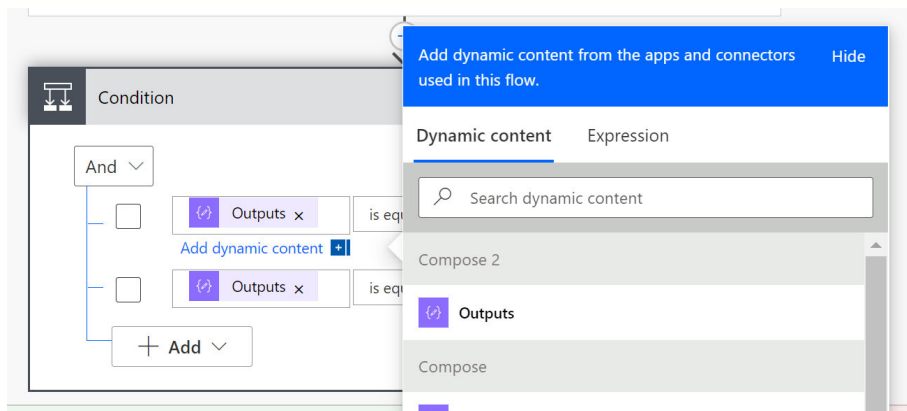 Add dynamic content from the apps and connectors Hide
used in this flow.
Condition
Dynamic content Expression
And
Search dynamic content
Outputs
Add dynamic content
Compose 2
Outputs
Outputs
+ Add
Compose